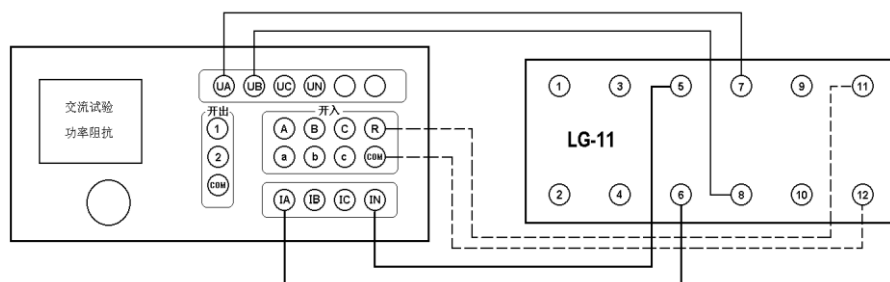 UA UB UC UN
交流试验
功率阻抗
开出
1
2
COM
开入
A B C R
a b c COM
IA IB IC IN
1 3 5 7 9 11
LG-11
2 4 6 8 10 12